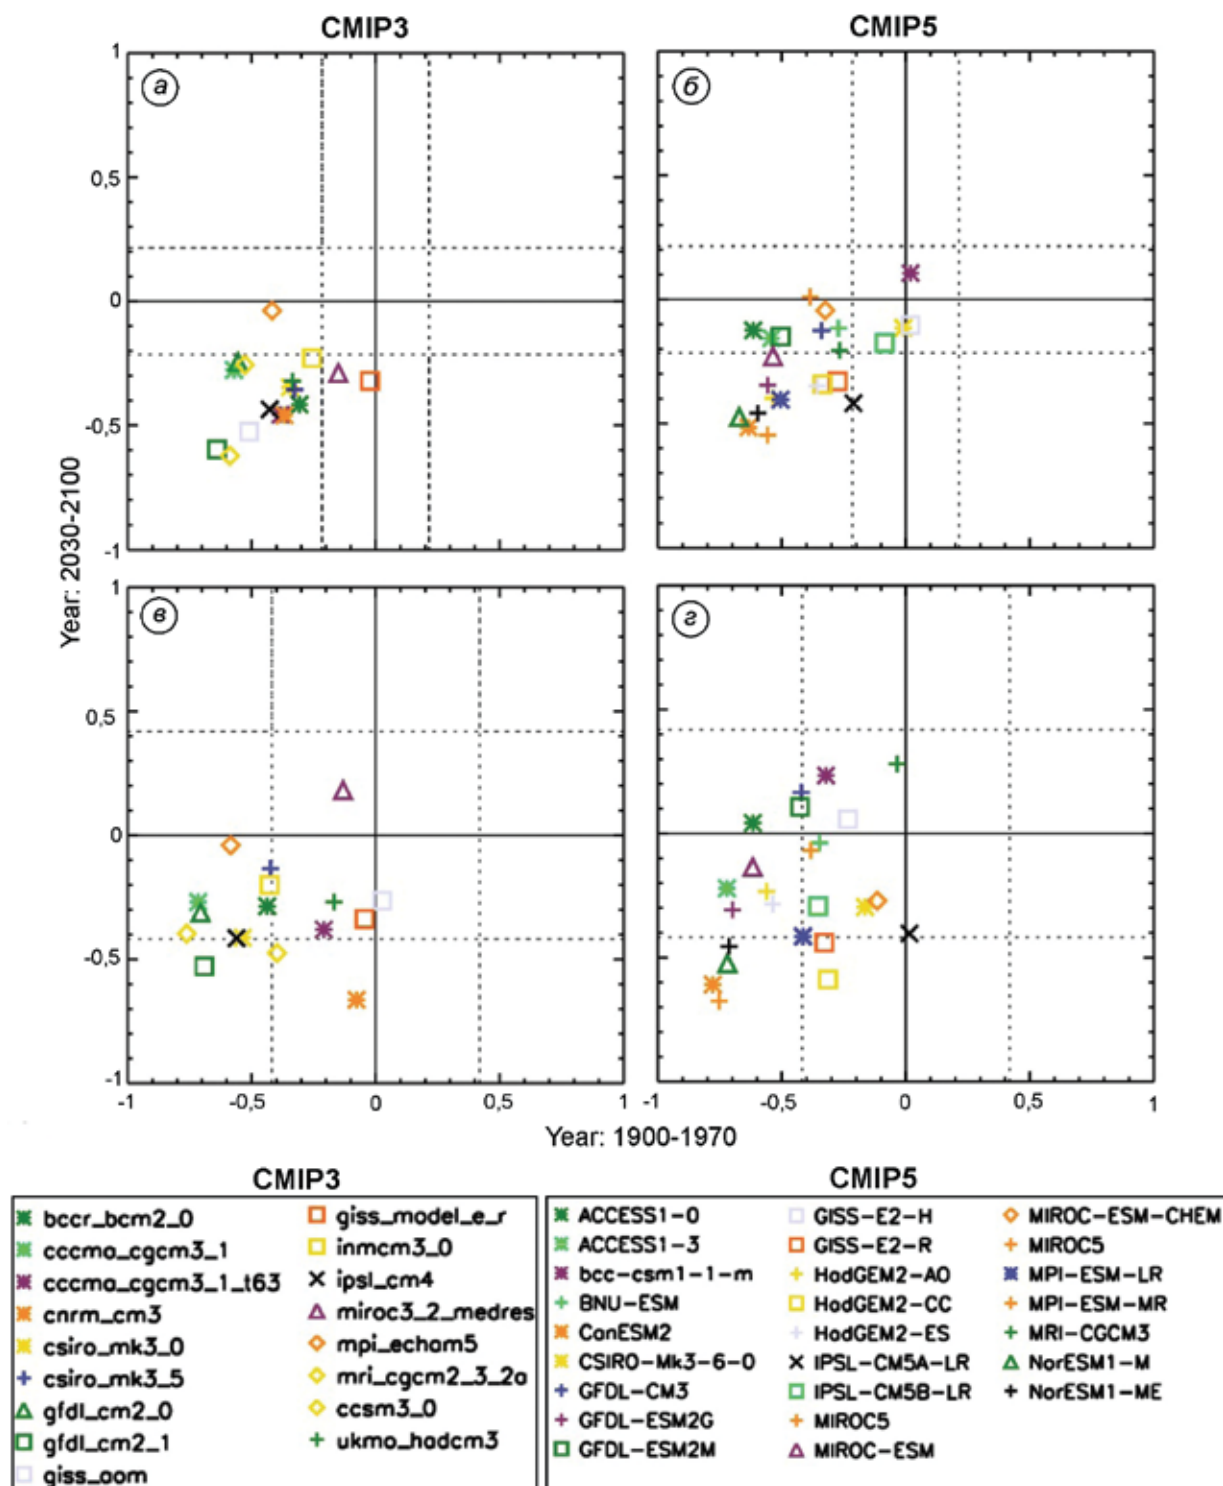 CMIP3
CMIP5
а
б
1
0,5
0
-0,5
-1
в
г
1
0,5
0
-0,5
-1
Year: 2030-2100
-1
-0,5
0
0,5
1
-1
-0,5
0
0,5
1
Year: 1900-1970
CMIP3
bccr_bcm2_0
cccma_cgcm3_1
cccma_cgcm3_1_t63
cnrm_cm3
csiro_mk3_0
csiro_mk3_5
gfdl_cm2_0
gfdl_cm2_1
giss_aom
giss_model_e_r
inmcm3_0
ipsl_cm4
miroc3_2_medres
mpi_echam5
mri_cgcm2_3_2a
ccsm3_0
ukmo_hadcm3
CMIP5
ACCESS1-0
ACCESS1-3
bcc-csm1-1-m
BNU-ESM
CanESM2
CSIRO-Mk3-6-0
GFDL-CM3
GFDL-ESM2G
GFDL-ESM2M
GISS-E2-H
GISS-E2-R
HadGEM2-AO
HadGEM2-CC
HadGEM2-ES
IPSL-CM5A-LR
IPSL-CM5B-LR
MIROC5
MIROC-ESM
MIROC-ESM-CHEM
MIROC5
MPI-ESM-LR
MPI-ESM-MR
MRI-CGCM3
NorESM1-M
NorESM1-ME